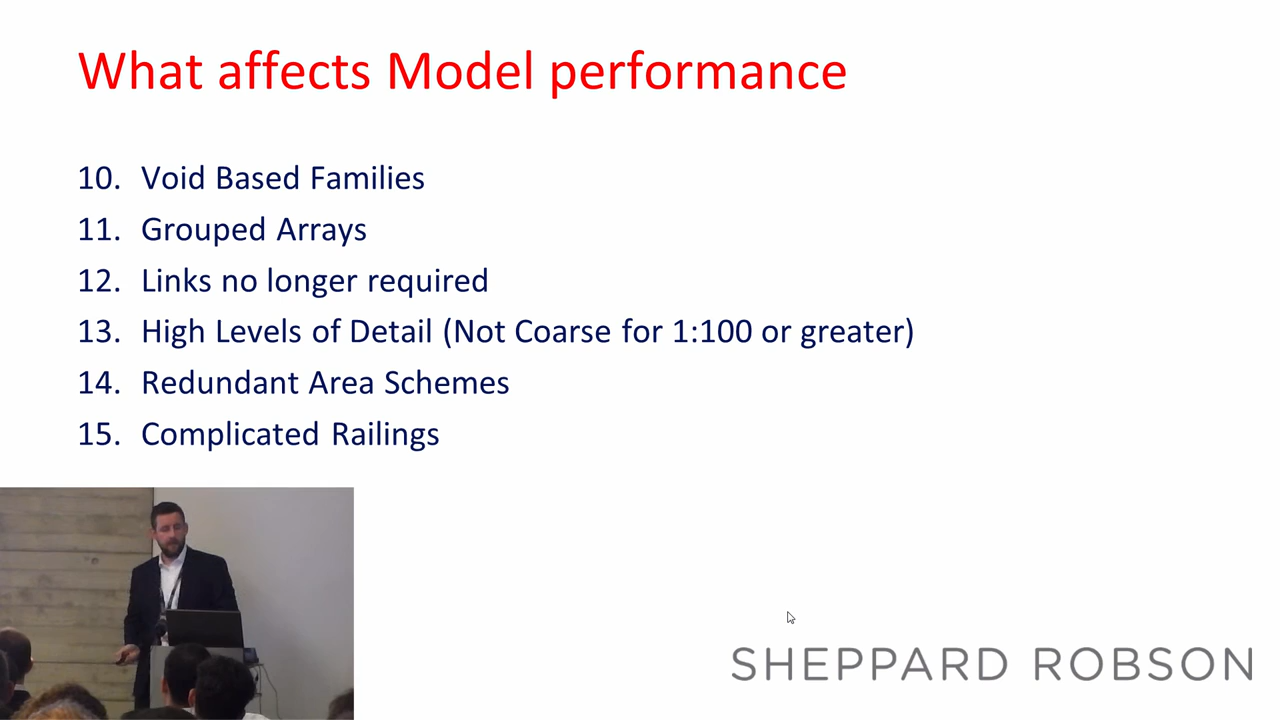 What affects Model performance
10. Void Based Families
11. Grouped Arrays
12. Links no longer required
13. High Levels of Detail (Not Coarse for 1:100 or greater)
14. Redundant Area Schemes
15. Complicated Railings
SHEPPARD ROBSON